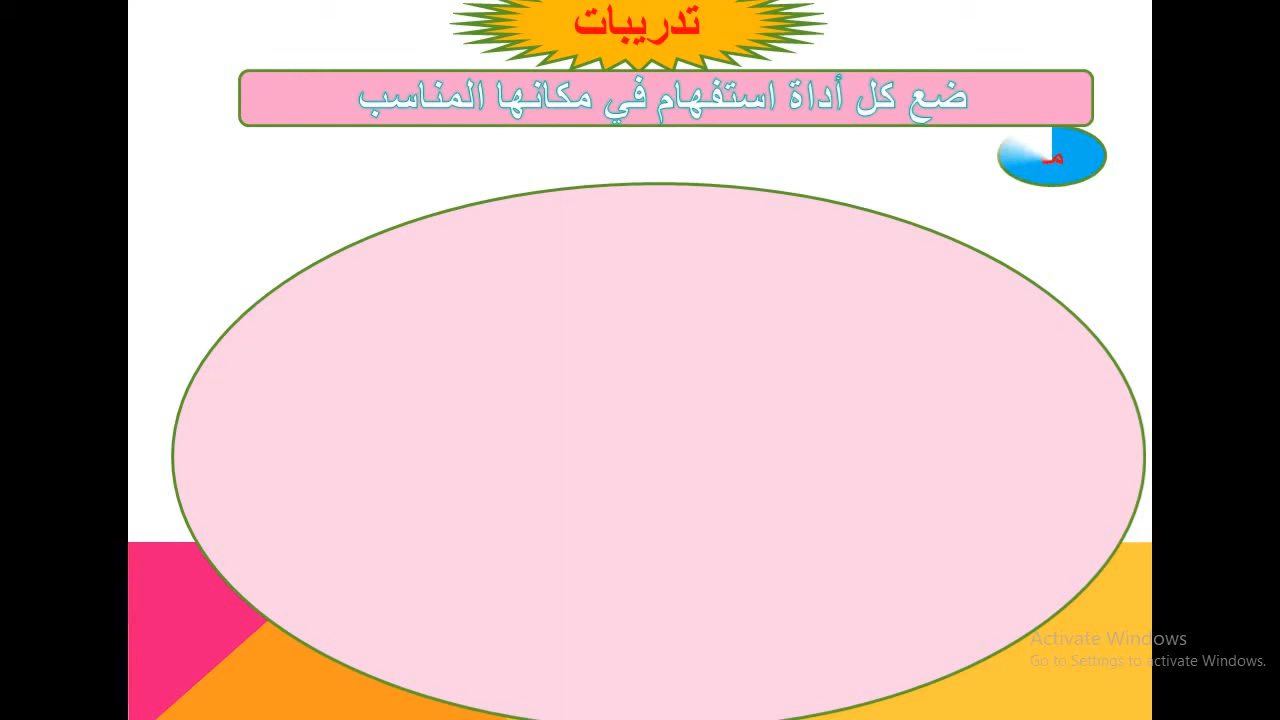 تدريبات
ضع كل أداة استفهام في مكانها المناسب
Activate Windows
Go to Settings to activate Windows.